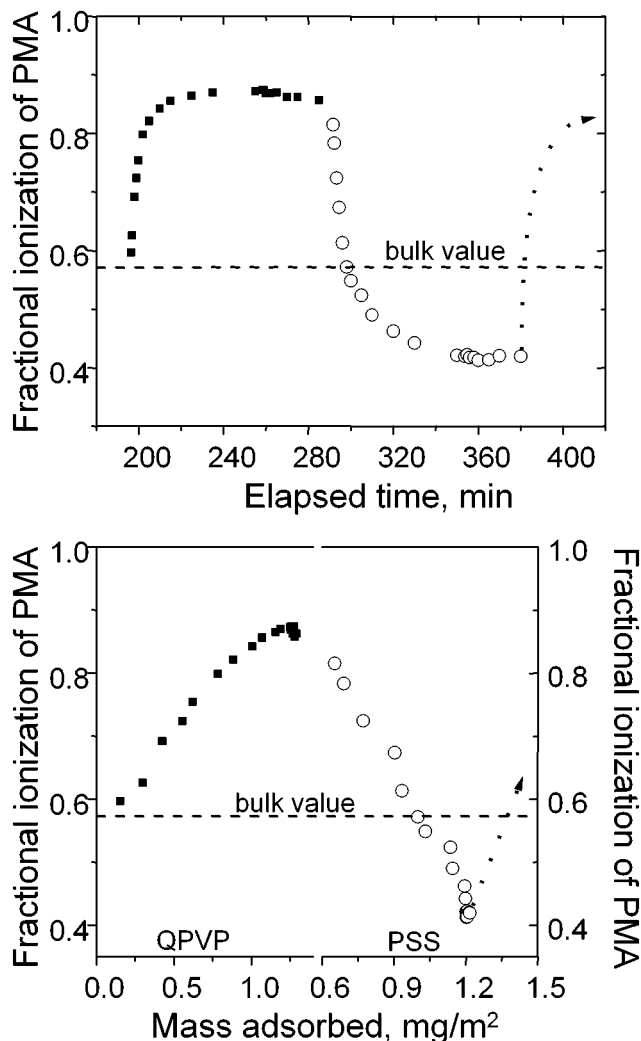 Fractional ionization of PMA
1.0
0.8
0.6
0.4
bulk value
200 240 280 320 360 400
Elapsed time, min
Fractional ionization of PMA
1.0
0.8
0.6
0.4
bulk value
QPVP
PSS
0.0 0.5 1.0 0.6 0.9 1.2 1.5
Mass adsorbed, mg/m²
1.0
0.8
0.6
0.4
Fractional ionization of PMA